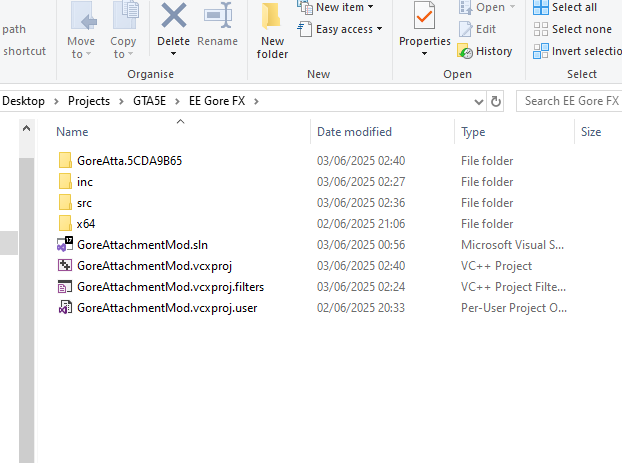 path
shortcut
Move to
Copy to
Delete
Rename
New folder
New item
Easy access
Properties
Open
Edit
History
Select all
Select none
Invert selectio
Organise
New
Open
Select
Desktop
Projects
GTA5E
EE Gore FX
Search EE Gore FX
Name Date modified Type Size
GoreAtta.5CDA9B65 03/06/2025 02:40 File folder
inc 03/06/2025 02:27 File folder
src 03/06/2025 02:36 File folder
x64 02/06/2025 21:06 File folder
GoreAttachmentMod.sln 03/06/2025 00:56 Microsoft Visual S...
GoreAttachmentMod.vcxproj 03/06/2025 02:40 VC++ Project
GoreAttachmentMod.vcxproj.filters 03/06/2025 02:24 VC++ Project Filte...
GoreAttachmentMod.vcxproj.user 02/06/2025 20:33 Per-User Project O...